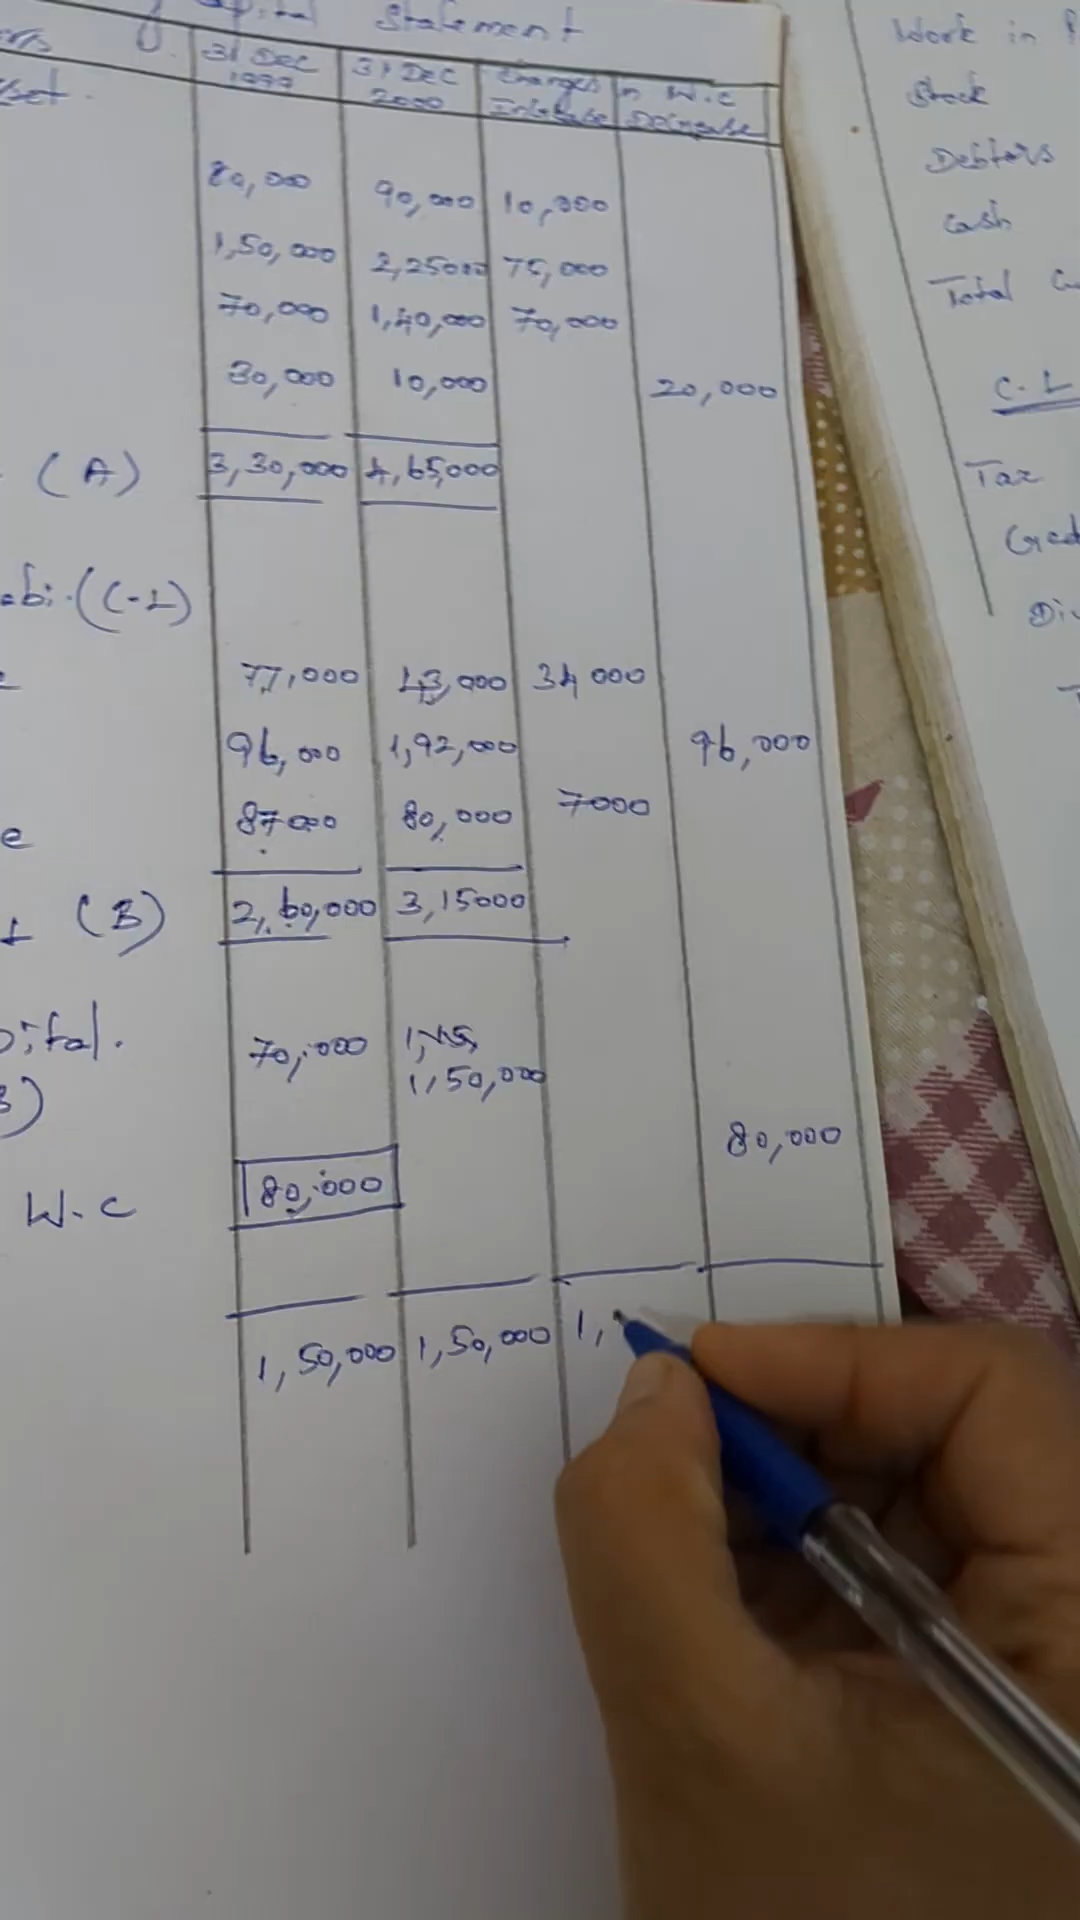 Statement
31 DEC 1999 31 DEC 2000 Changes in W.C
Increase Decrease
80,000 90,000 10,000
1,50,000 2,25000 75,000
70,000 1,40,000 70,000
30,000 10,000 20,000
(A) 3,30,000 4,65,000
abi. (C-L)
77,000 43,000 34 000
96,000 1,92,000 96,000
e 87000 80,000 7000
(B) 2,60,000 3,15000
pital. 70,000 1,15,
1,50,000
B)
80,000
W.C 80,000
1,50,000 1,50,000 1,
Work in
Stock
Debtors
Cash
Total
C.L
Tax